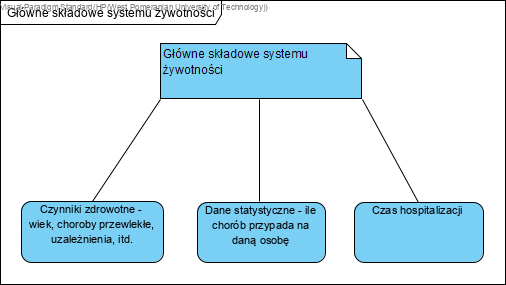 Visual Paradigm Standard(HP(West Pomeranian University of Technology))
Główne składowe systemu żywotności
Główne składowe systemu
żywotności
Czynniki zdrowotne -
wiek, choroby przewlekłe,
uzależnienia, itd.
Dane statystyczne - ile
chorób przypada na
daną osobę
Czas hospitalizacji